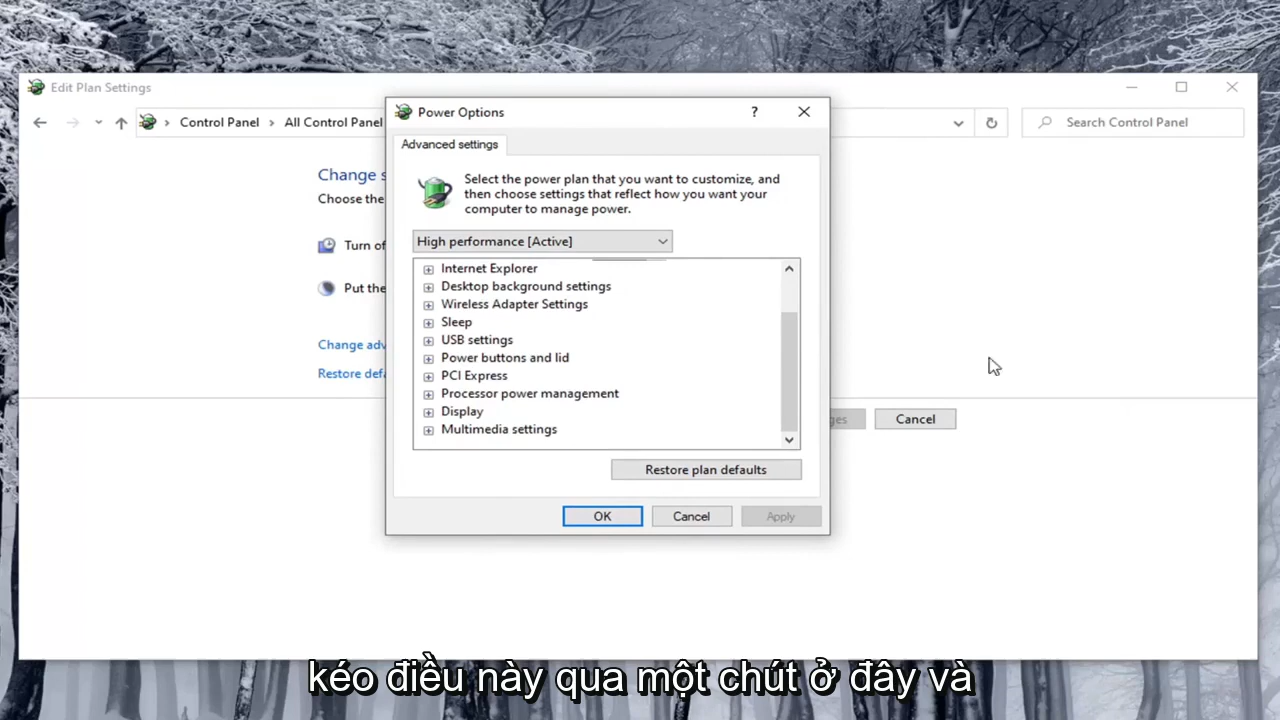 Edit Plan Settings
Control Panel
All Control Panel
Search Control Panel
Change s
Choose the
Turn of
Put the
Change adv
Restore defa
ges
Cancel
Power Options
?
Advanced settings
Select the power plan that you want to customize, and
then choose settings that reflect how you want your
computer to manage power.
High performance [Active]
Internet Explorer
Desktop background settings
Wireless Adapter Settings
Sleep
USB settings
Power buttons and lid
PCI Express
Processor power management
Display
Multimedia settings
Restore plan defaults
OK
Cancel
Apply
kéo điều này qua một chút ở đây và